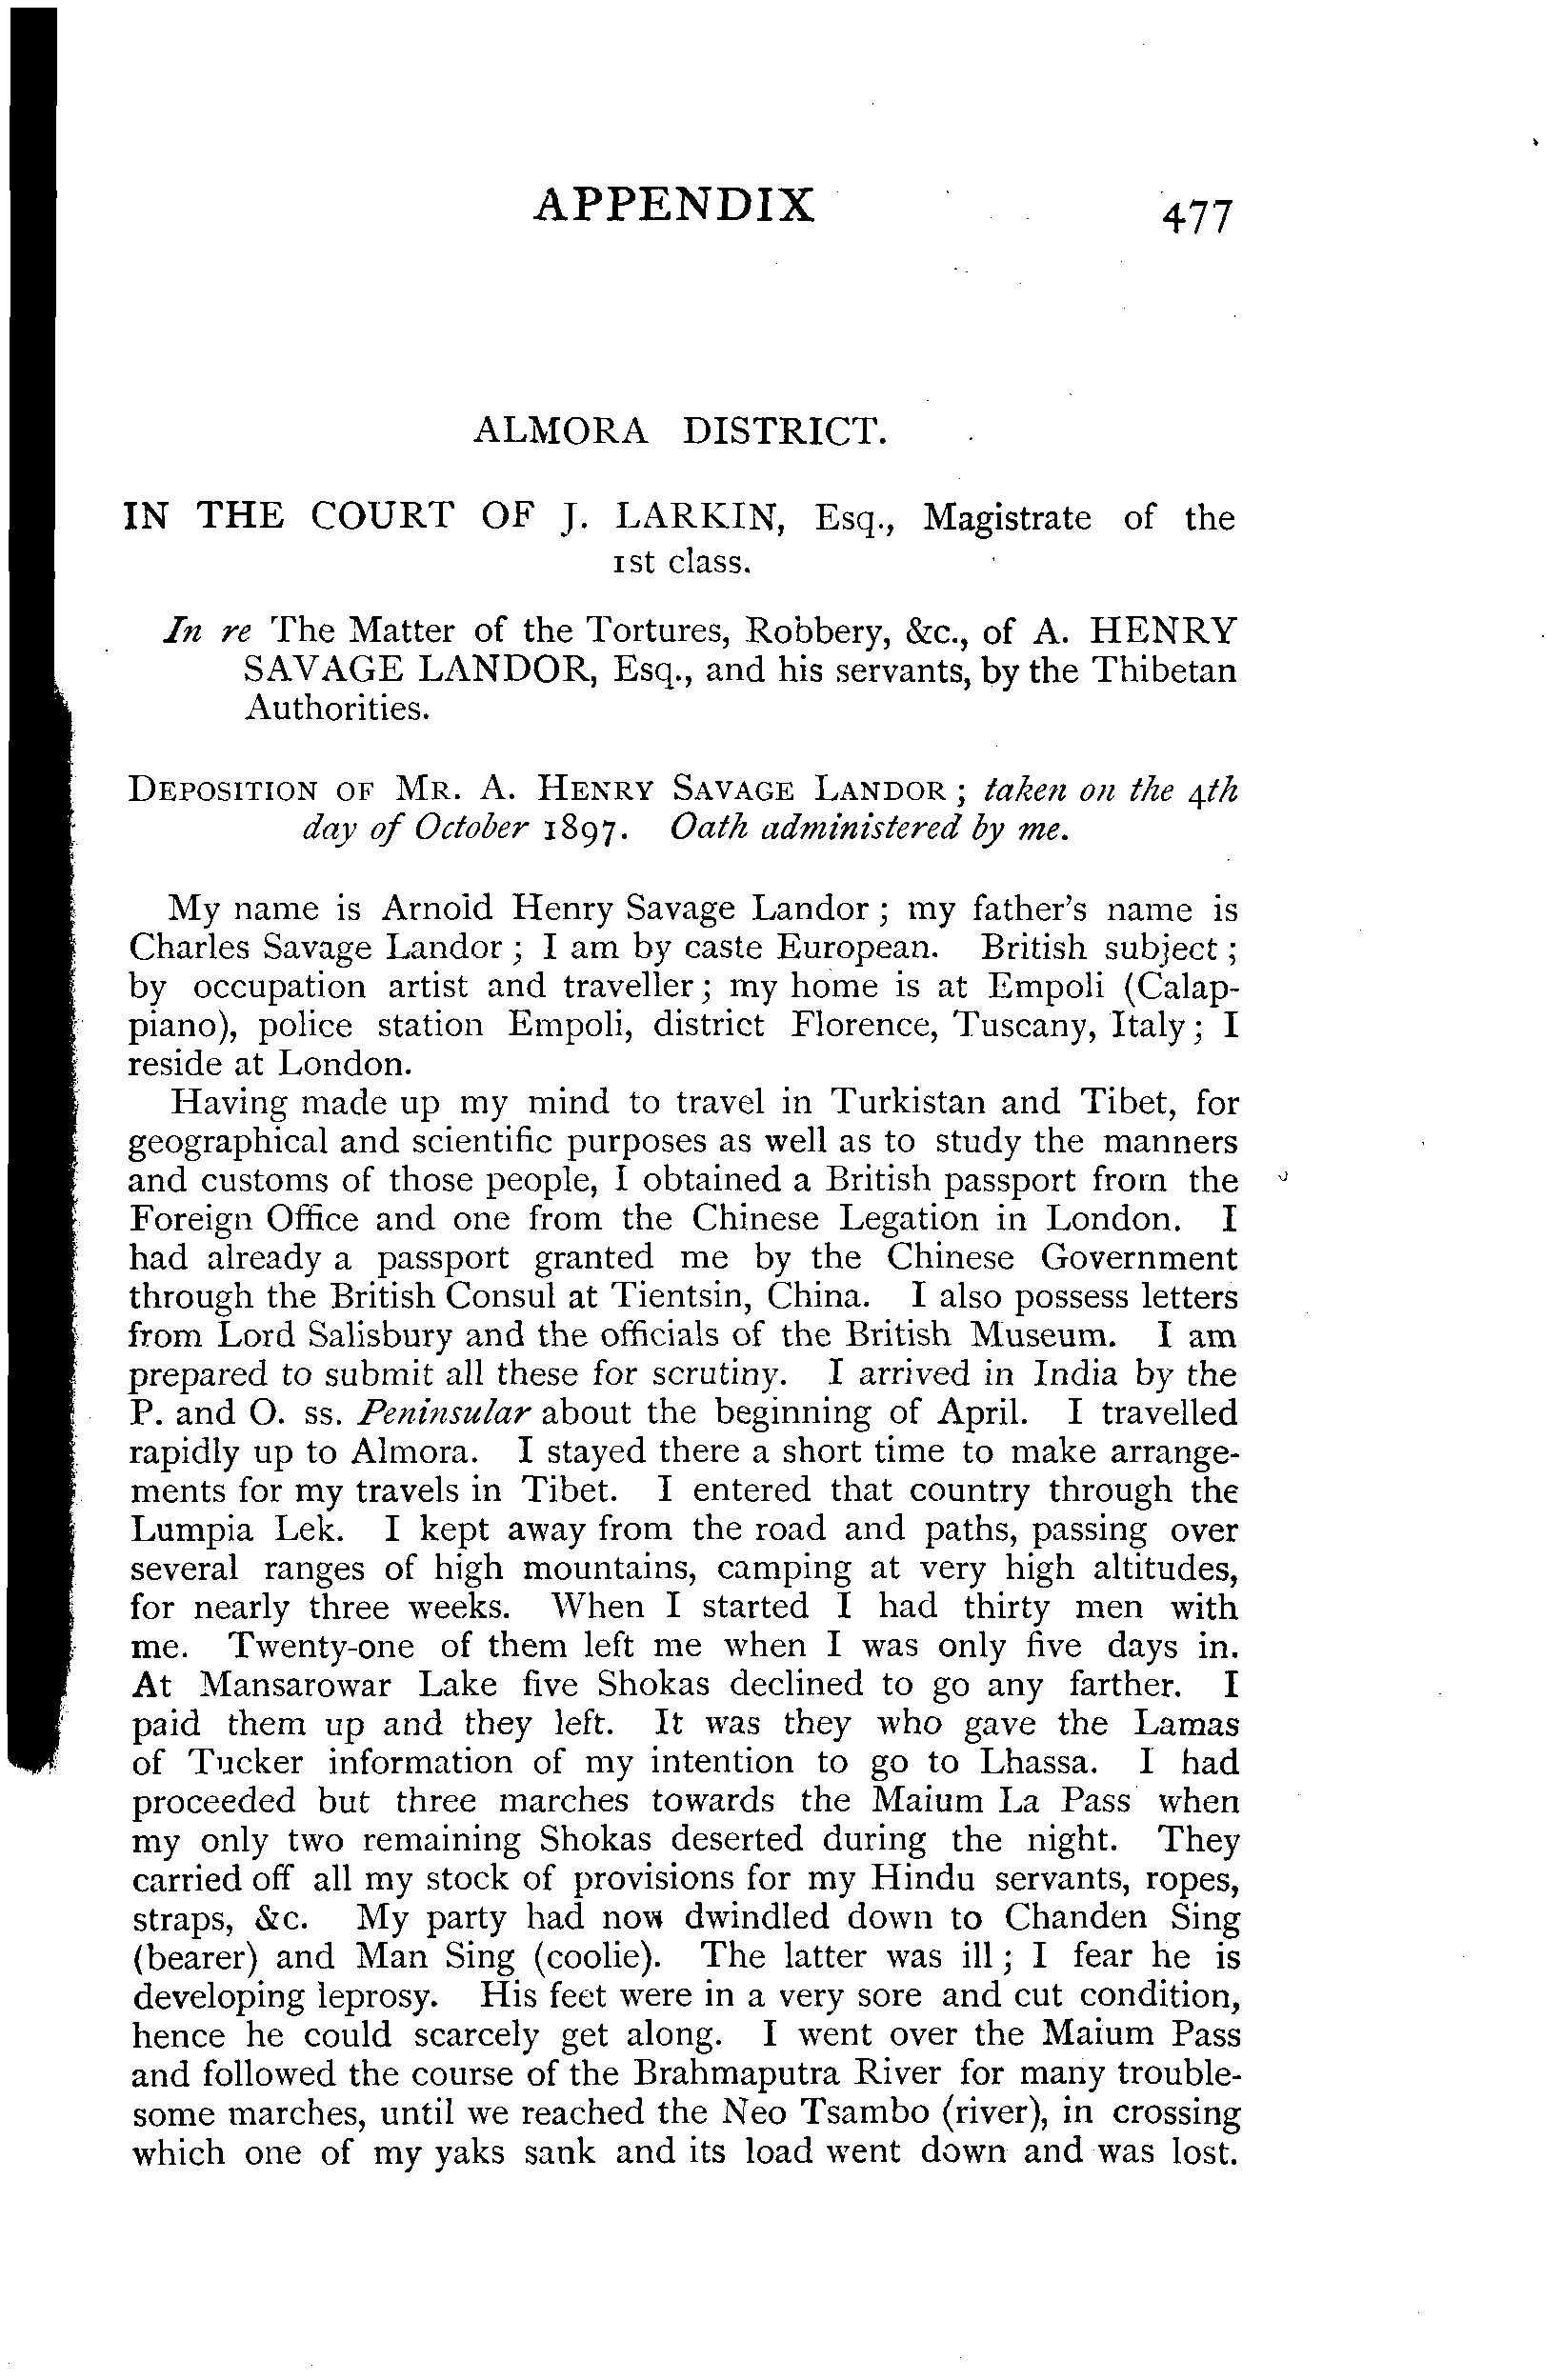 APPENDIX 477
ALMORA DISTRICT.
IN THE COURT OF J. LARKIN, Esq., Magistrate of the
1st class.
In re The Matter of the Tortures, Robbery, &c., of A. HENRY
SAVAGE LANDOR, Esq., and his servants, by the Thibetan
Authorities.
DEPOSITION OF MR. A. HENRY SAVAGE LANDOR; taken on the 4th
day of October 1897. Oath administered by me.
My name is Arnold Henry Savage Landor; my father's name is
Charles Savage Landor; I am by caste European. British subject;
by occupation artist and traveller; my home is at Empoli (Calap-
piano), police station Empoli, district Florence, Tuscany, Italy; I
reside at London.
Having made up my mind to travel in Turkistan and Tibet, for
geographical and scientific purposes as well as to study the manners
and customs of those people, I obtained a British passport from the
Foreign Office and one from the Chinese Legation in London. I
had already a passport granted me by the Chinese Government
through the British Consul at Tientsin, China. I also possess letters
from Lord Salisbury and the officials of the British Museum. I am
prepared to submit all these for scrutiny. I arrived in India by the
P. and O. ss. Peninsular about the beginning of April. I travelled
rapidly up to Almora. I stayed there a short time to make arrange-
ments for my travels in Tibet. I entered that country through the
Lumpia Lek. I kept away from the road and paths, passing over
several ranges of high mountains, camping at very high altitudes,
for nearly three weeks. When I started I had thirty men with
me. Twenty-one of them left me when I was only five days in.
At Mansarowar Lake five Shokas declined to go any farther. I
paid them up and they left. It was they who gave the Lamas
of Tucker information of my intention to go to Lhassa. I had
proceeded but three marches towards the Maium La Pass when
my only two remaining Shokas deserted during the night. They
carried off all my stock of provisions for my Hindu servants, ropes,
straps, &c. My party had now dwindled down to Chanden Sing
(bearer) and Man Sing (coolie). The latter was ill; I fear he is
developing leprosy. His feet were in a very sore and cut condition,
hence he could scarcely get along. I went over the Maium Pass
and followed the course of the Brahmaputra River for many trouble-
some marches, until we reached the Neo Tsambo (river), in crossing
which one of my yaks sank and its load went down and was lost.